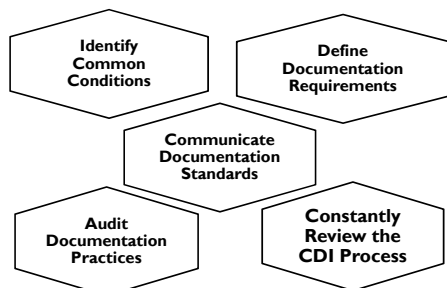 Identify
Common
Conditions
Define
Documentation
Requirements
Communicate
Documentation
Standards
Audit
Documentation
Practices
Constantly
Review the
CDI Process